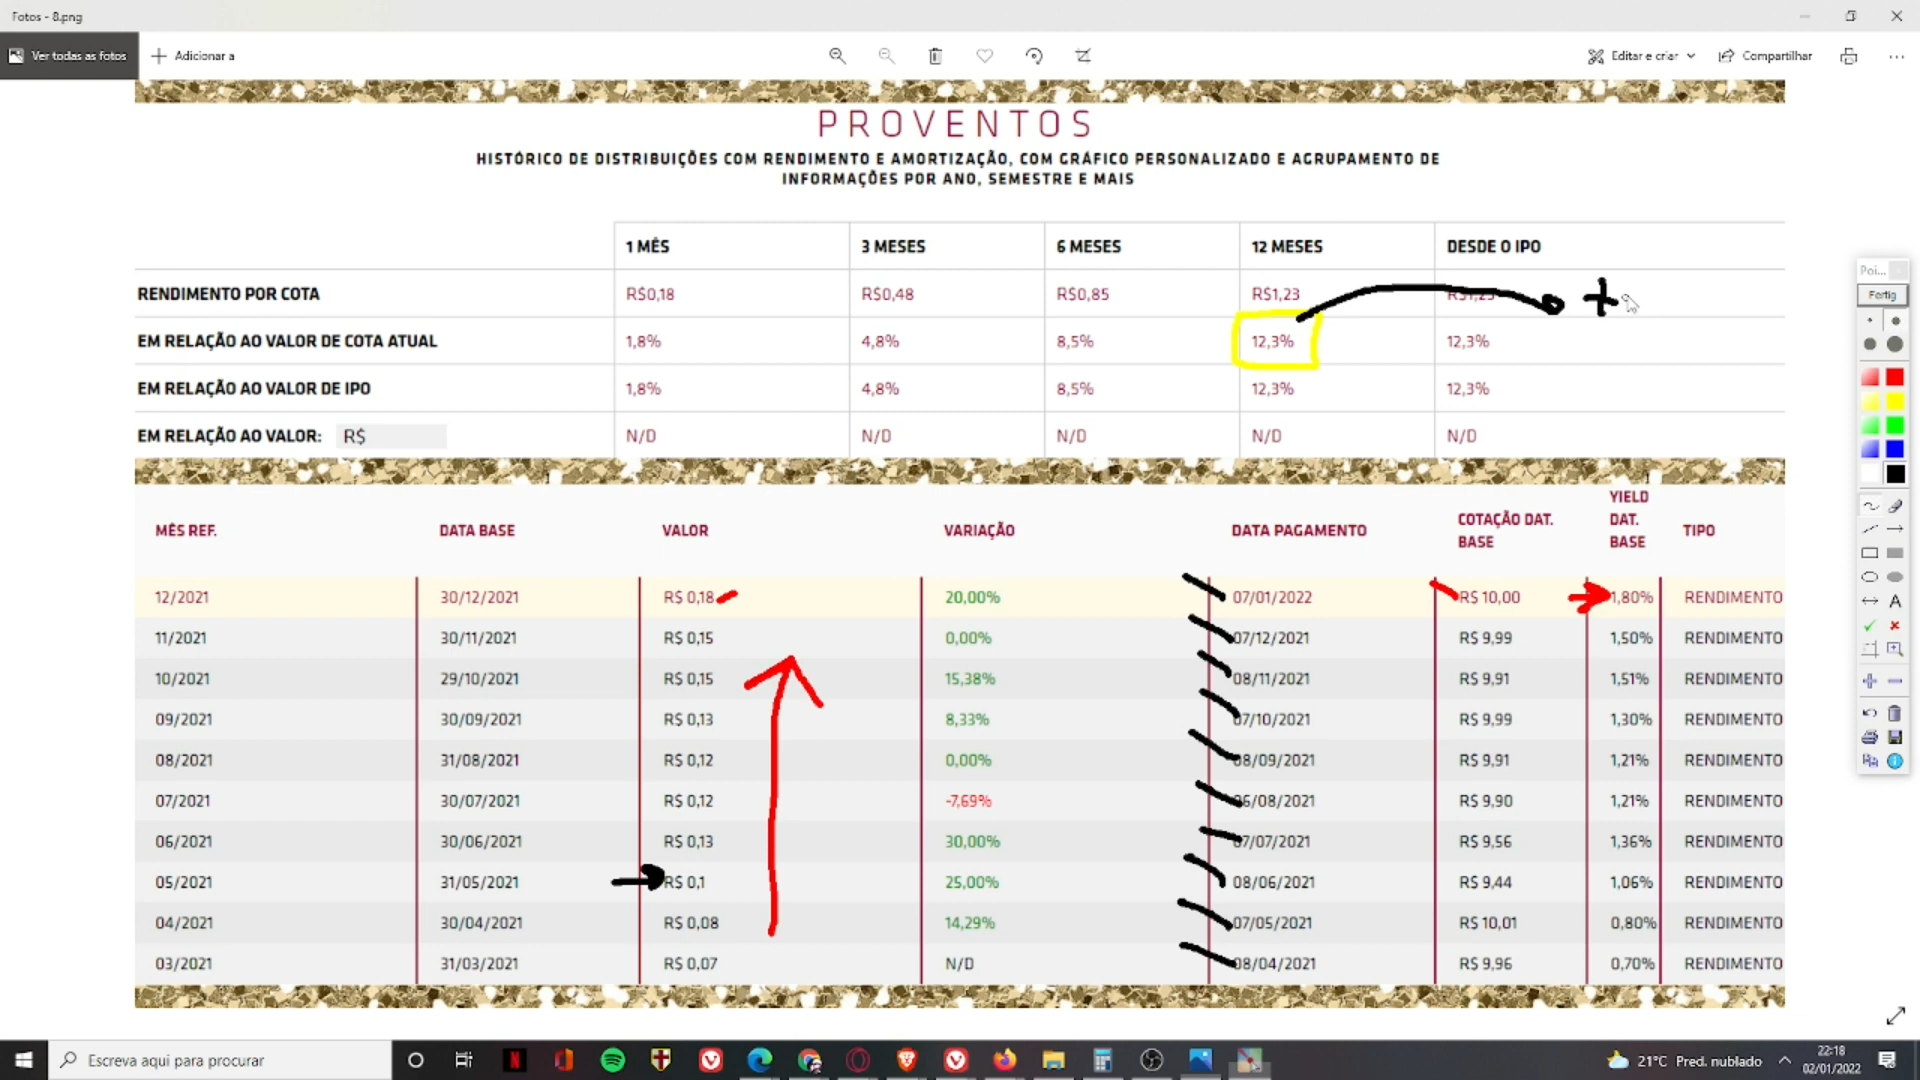 Fotos - 8.png
Ver todas as fotos
Adicionar a
Editar e criar
Compartilhar
PROVENTOS
HISTÓRICO DE DISTRIBUIÇÕES COM RENDIMENTO E AMORTIZAÇÃO, COM GRÁFICO PERSONALIZADO E AGRUPAMENTO DE
INFORMAÇÕES POR ANO, SEMESTRE E MAIS
1 MÊS 3 MESES 6 MESES 12 MESES DESDE O IPO
RENDIMENTO POR COTA R$0,18 R$0,48 R$0,85 R$1,23 R$1,23 +
EM RELAÇÃO AO VALOR DE COTA ATUAL 1,8% 4,8% 8,5% 12,3% 12,3%
EM RELAÇÃO AO VALOR DE IPO 1,8% 4,8% 8,5% 12,3% 12,3%
EM RELAÇÃO AO VALOR: R$ N/D N/D N/D N/D N/D
MÊS REF. DATA BASE VALOR VARIAÇÃO DATA PAGAMENTO COTAÇÃO DAT. BASE YIELD DAT. BASE TIPO
12/2021 30/12/2021 R$ 0,18 20,00% 07/01/2022 R$ 10,00 1,80% RENDIMENTO
11/2021 30/11/2021 R$ 0,15 0,00% 07/12/2021 R$ 9,99 1,50% RENDIMENTO
10/2021 29/10/2021 R$ 0,15 15,38% 08/11/2021 R$ 9,91 1,51% RENDIMENTO
09/2021 30/09/2021 R$ 0,13 8,33% 07/10/2021 R$ 9,99 1,30% RENDIMENTO
08/2021 31/08/2021 R$ 0,12 0,00% 08/09/2021 R$ 9,91 1,21% RENDIMENTO
07/2021 30/07/2021 R$ 0,12 -7,69% 06/08/2021 R$ 9,90 1,21% RENDIMENTO
06/2021 30/06/2021 R$ 0,13 30,00% 07/07/2021 R$ 9,56 1,36% RENDIMENTO
05/2021 31/05/2021 R$ 0,1 25,00% 08/06/2021 R$ 9,44 1,06% RENDIMENTO
04/2021 30/04/2021 R$ 0,08 14,29% 07/05/2021 R$ 10,01 0,80% RENDIMENTO
03/2021 31/03/2021 R$ 0,07 N/D 08/04/2021 R$ 9,96 0,70% RENDIMENTO
Poi...
Fertig
A
Escreva aqui para procurar
21°C Pred. nublado
22:18
02/01/2022